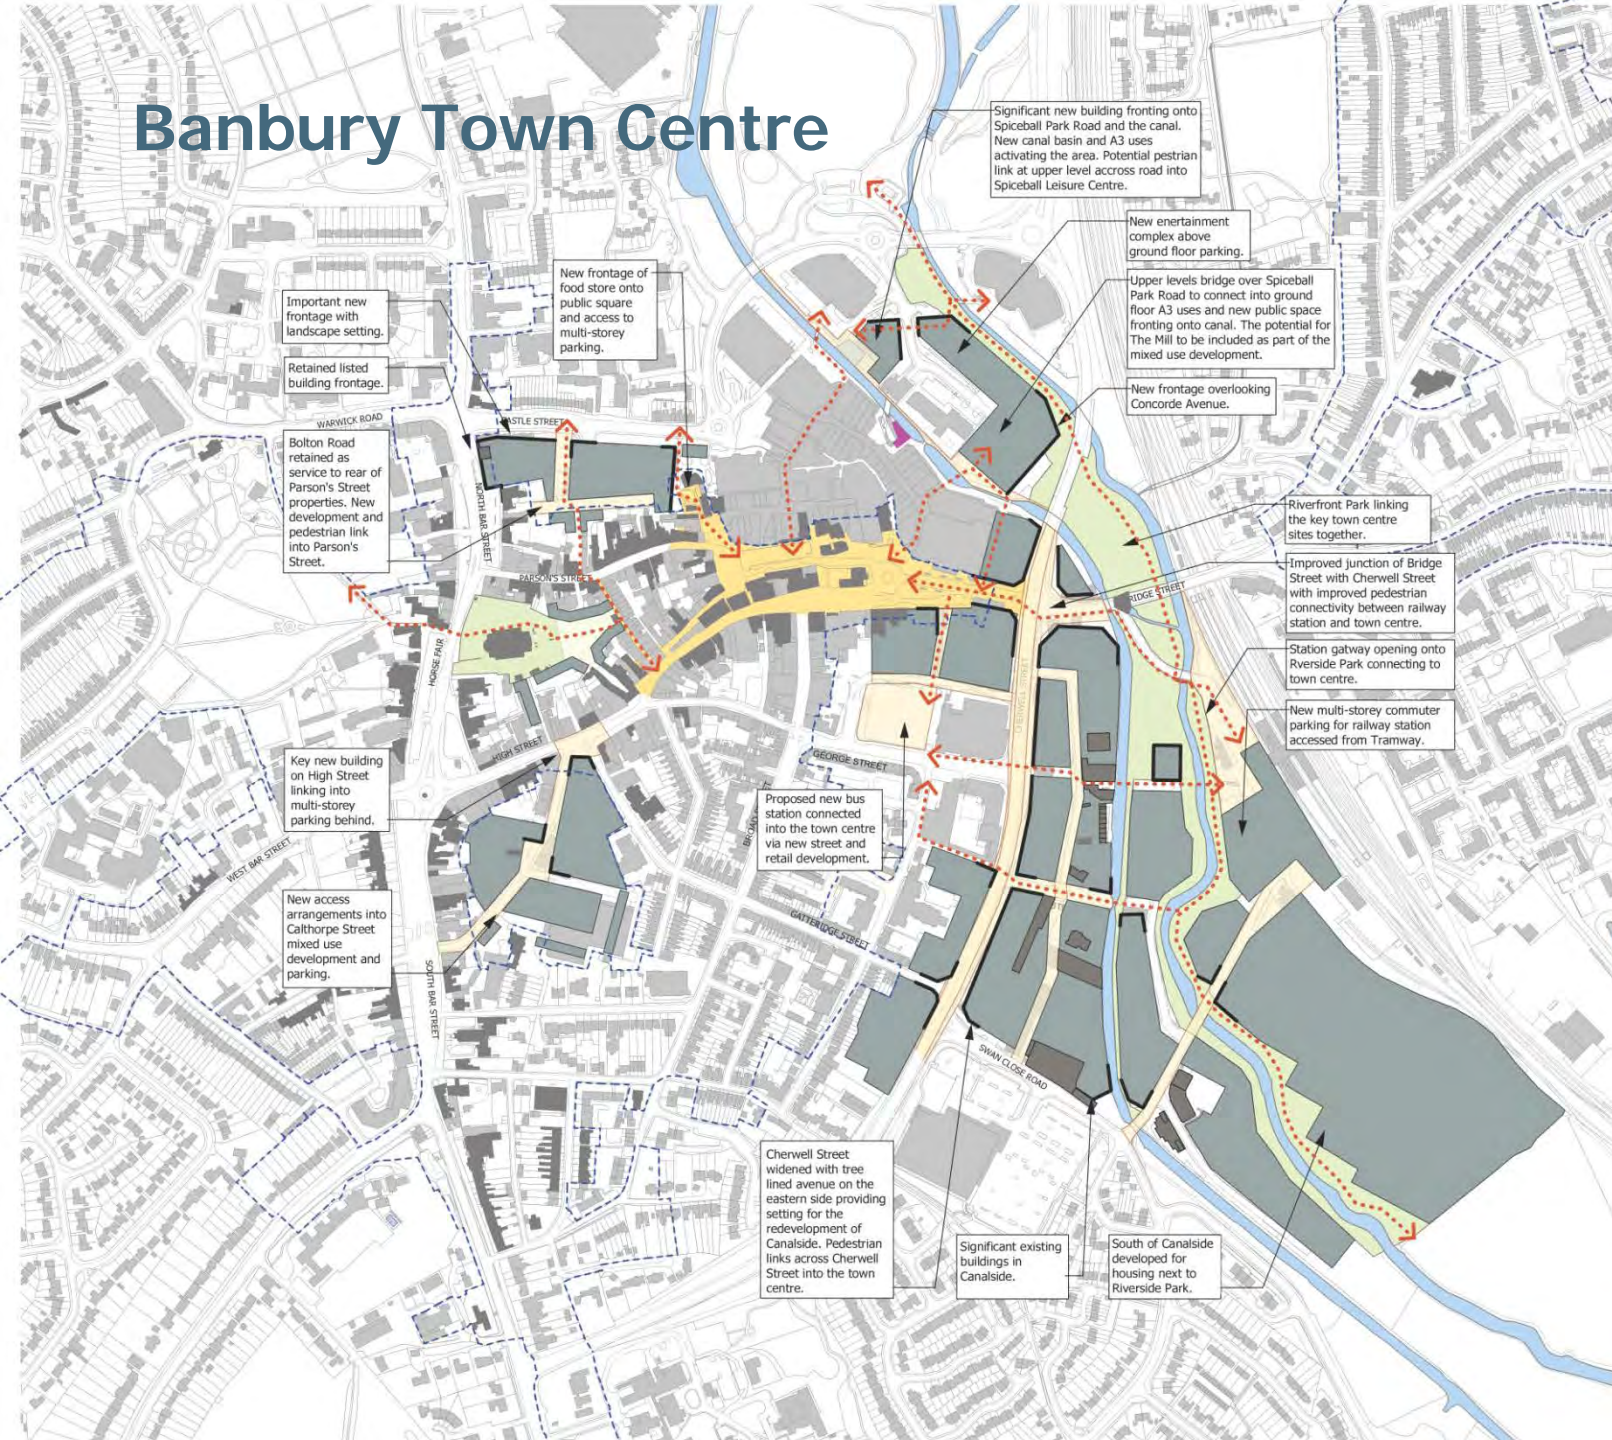 Banbury Town Centre
Significant new building fronting onto
Spiceball Park Road and the canal.
New canal basin and A3 uses
activating the area. Potential pestrian
link at upper level accross road into
Spiceball Leisure Centre.
New enertainment
complex above
ground floor parking.
Upper levels bridge over Spiceball
Park Road to connect into ground
floor A3 uses and new public space
fronting onto canal. The potential for
The Mill to be included as part of the
mixed use development.
New frontage overlooking
Concorde Avenue.
New frontage of
food store onto
public square
and access to
multi-storey
parking.
Important new
frontage with
landscape setting.
Retained listed
building frontage.
WARWICK ROAD
CASTLE STREET
Bolton Road
retained as
service to rear of
Parson's Street
properties. New
development and
pedestrian link
into Parson's
Street.
NORTH BAR STREET
PARSON'S STREET
HORSE FAIR
Riverfront Park linking
the key town centre
sites together.
Improved junction of Bridge
Street with Cherwell Street
with improved pedestrian
connectivity between railway
station and town centre.
BRIDGE STREET
Station gatway opening onto
Rverside Park connecting to
town centre.
New multi-storey commuter
parking for railway station
accessed from Tramway.
CHERWELL STREET
HIGH STREET
GEORGE STREET
Key new building
on High Street
linking into
multi-storey
parking behind.
Proposed new bus
station connected
into the town centre
via new street and
retail development.
WEST BAR STREET
New access
arrangements into
Calthorpe Street
mixed use
development and
parking.
GATTERIDGE STREET
SOUTH BAR STREET
SWAN CLOSE ROAD
Cherwell Street
widened with tree
lined avenue on the
eastern side providing
setting for the
redevelopment of
Canalside. Pedestrian
links across Cherwell
Street into the town
centre.
Significant existing
buildings in
Canalside.
South of Canalside
developed for
housing next to
Riverside Park.